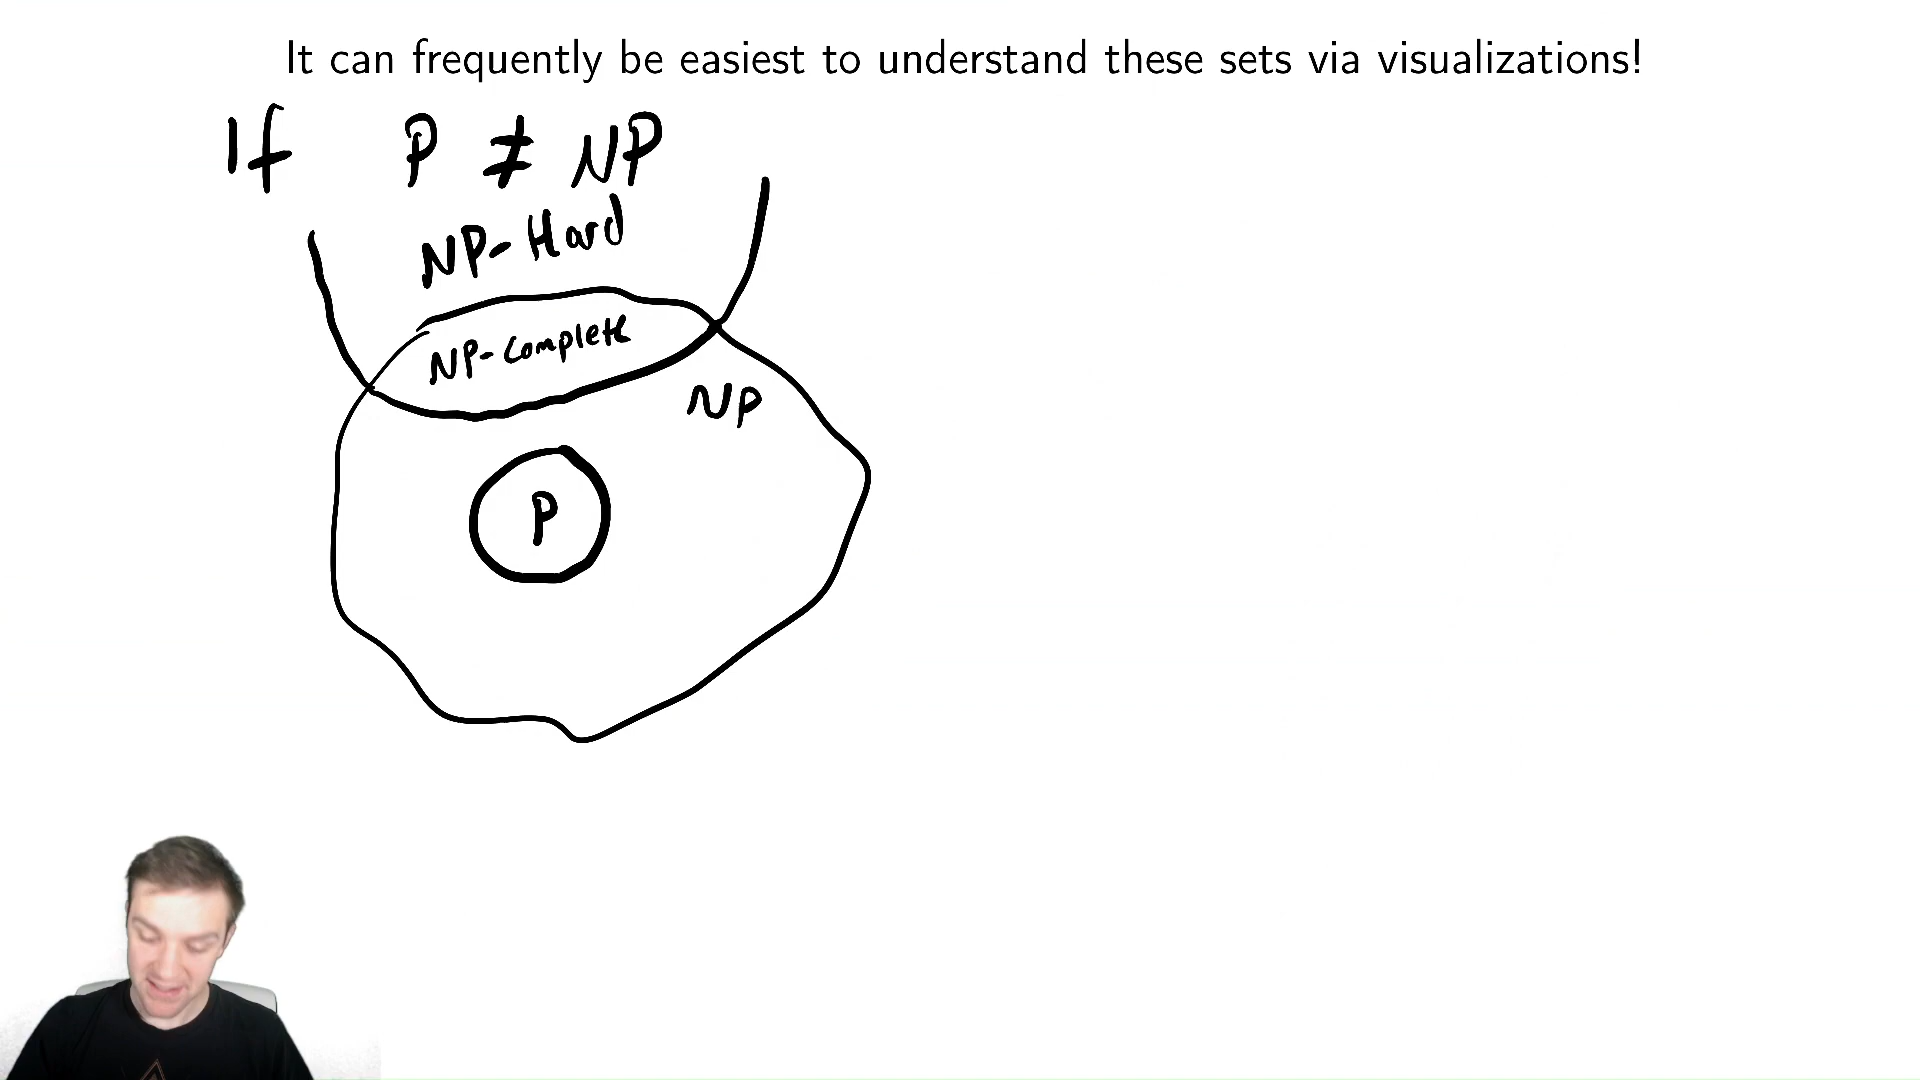 It can frequently be easiest to understand these sets via visualizations!
If P ≠ NP
NP-Hard
NP-Complete
NP
P